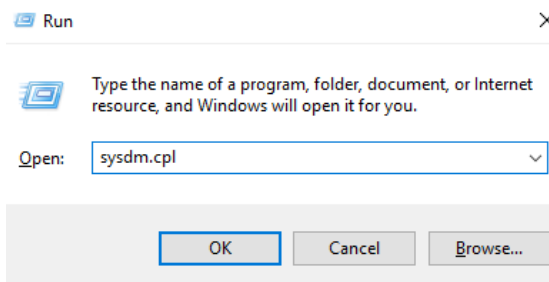 Run
Type the name of a program, folder, document, or Internet
resource, and Windows will open it for you.
Open: sysdm.cpl
OK Cancel Browse...